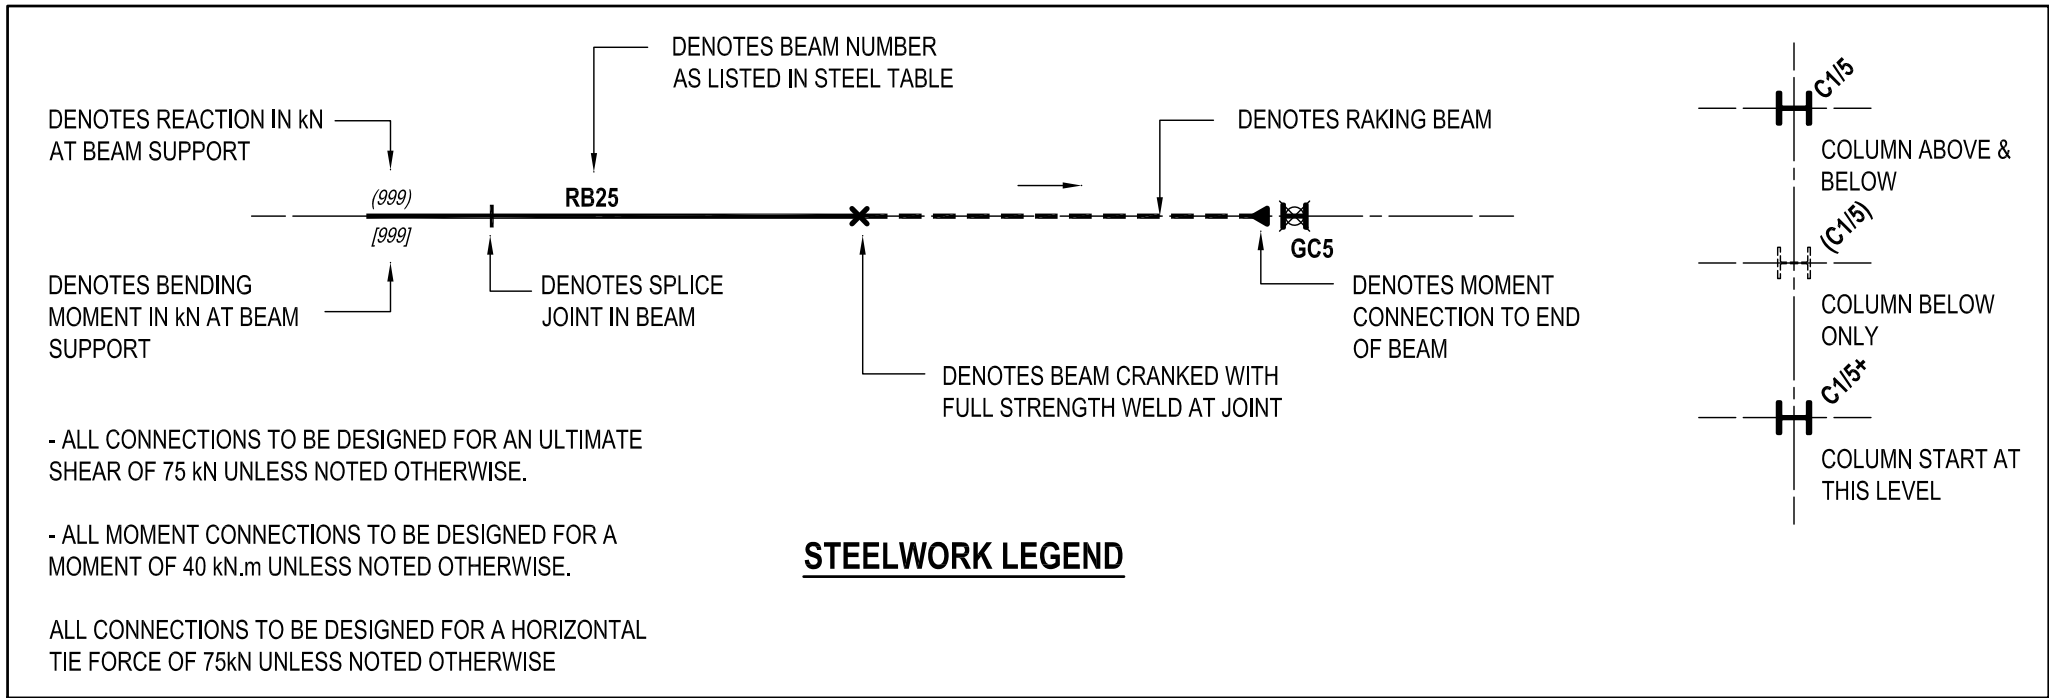 DENOTES BEAM NUMBER
AS LISTED IN STEEL TABLE
DENOTES REACTION IN kN
AT BEAM SUPPORT
DENOTES RAKING BEAM
(999)
RB25
[999]
GC5
DENOTES BENDING
MOMENT IN kN AT BEAM
SUPPORT
DENOTES SPLICE
JOINT IN BEAM
DENOTES MOMENT
CONNECTION TO END
OF BEAM
DENOTES BEAM CRANKED WITH
FULL STRENGTH WELD AT JOINT
C1/5
COLUMN ABOVE &
BELOW
(C1/5)
COLUMN BELOW
ONLY
C1/5+
COLUMN START AT
THIS LEVEL
- ALL CONNECTIONS TO BE DESIGNED FOR AN ULTIMATE
SHEAR OF 75 kN UNLESS NOTED OTHERWISE.
- ALL MOMENT CONNECTIONS TO BE DESIGNED FOR A
MOMENT OF 40 kN.m UNLESS NOTED OTHERWISE.
ALL CONNECTIONS TO BE DESIGNED FOR A HORIZONTAL
TIE FORCE OF 75kN UNLESS NOTED OTHERWISE
STEELWORK LEGEND